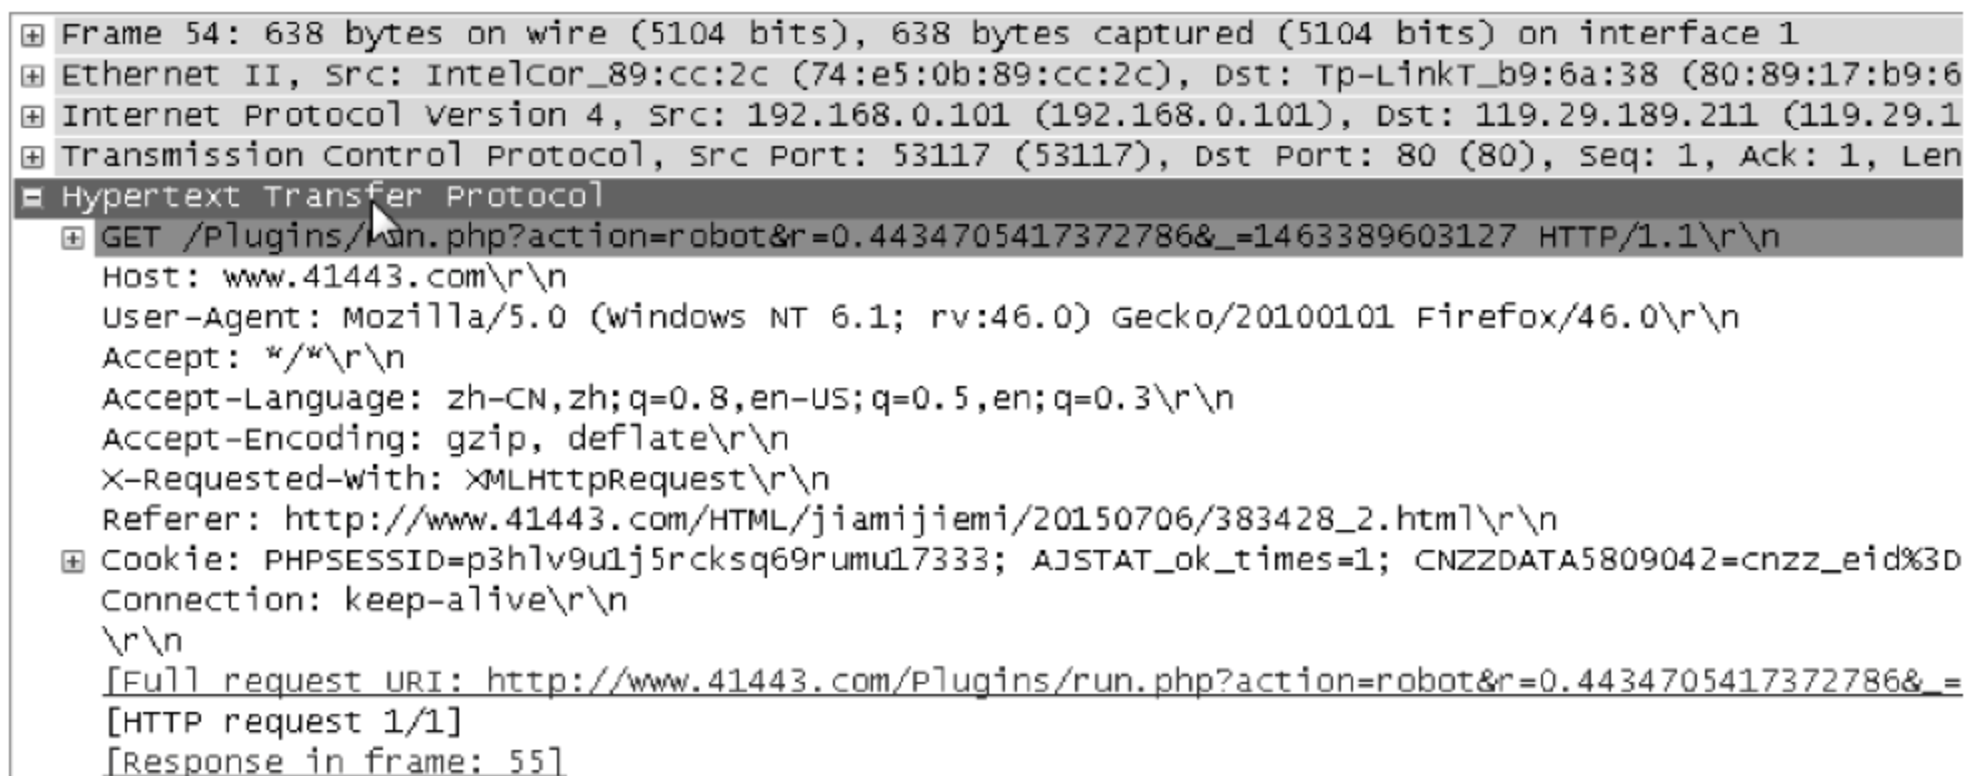 Frame 54: 638 bytes on wire (5104 bits), 638 bytes captured (5104 bits) on interface 1
Ethernet II, Src: IntelCor_89:cc:2c (74:e5:0b:89:cc:2c), Dst: Tp-LinkT_b9:6a:38 (80:89:17:b9:6
Internet Protocol Version 4, Src: 192.168.0.101 (192.168.0.101), Dst: 119.29.189.211 (119.29.1
Transmission Control Protocol, Src Port: 53117 (53117), Dst Port: 80 (80), Seq: 1, Ack: 1, Len
Hypertext Transfer Protocol
GET /Plugins/run.php?action=robot&r=0.4434705417372786&_=1463389603127 HTTP/1.1\r\n
Host: www.41443.com\r\n
User-Agent: Mozilla/5.0 (Windows NT 6.1; rv:46.0) Gecko/20100101 Firefox/46.0\r\n
Accept: */*\r\n
Accept-Language: zh-CN,zh;q=0.8,en-US;q=0.5,en;q=0.3\r\n
Accept-Encoding: gzip, deflate\r\n
X-Requested-With: XMLHttpRequest\r\n
Referer: http://www.41443.com/HTML/jiamijiemi/20150706/383428_2.html\r\n
Cookie: PHPSESSID=p3hlv9u1j5rcksq69rumu17333; AJSTAT_ok_times=1; CNZZDATA5809042=cnzz_eid%3D
Connection: keep-alive\r\n
\r\n
[Full request URI: http://www.41443.com/Plugins/run.php?action=robot&r=0.4434705417372786&_=
[HTTP request 1/1]
[Response in frame: 55]